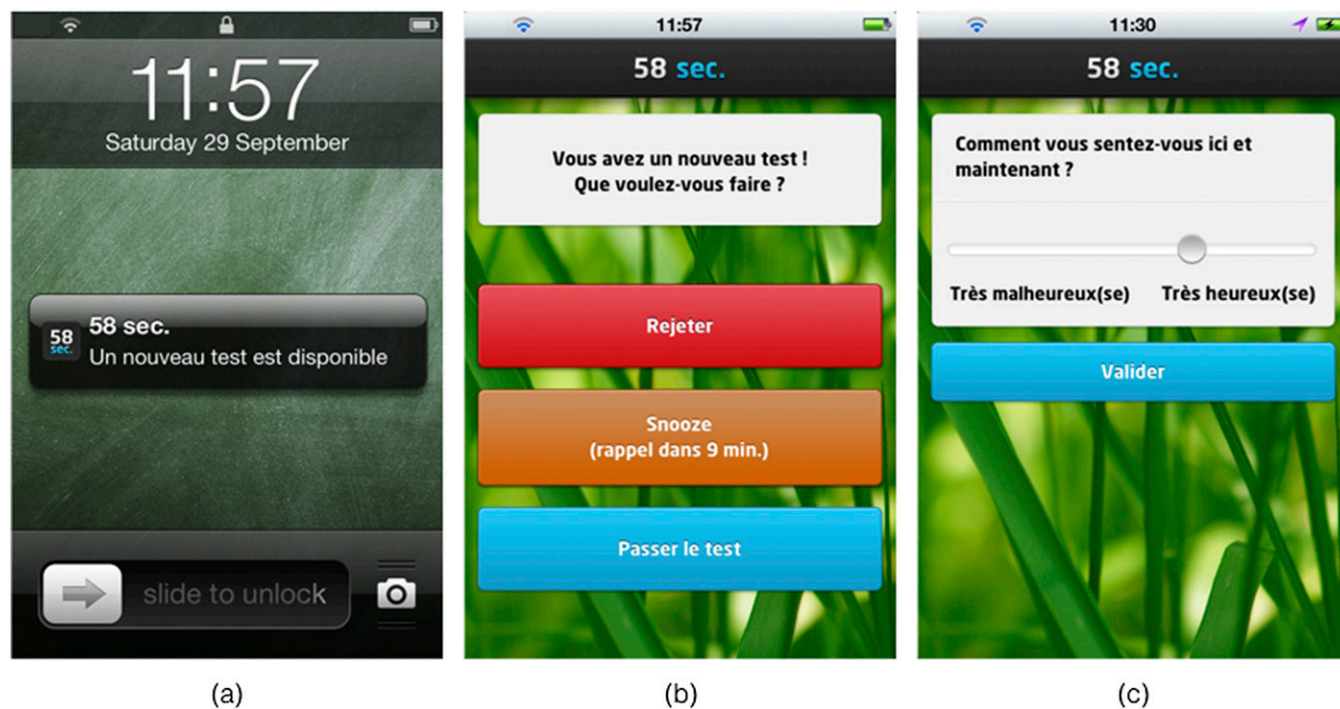 11:57
Saturday 29 September
58 sec.
58
sec.
Un nouveau test est disponible
slide to unlock
(a)
11:57
58 sec.
Vous avez un nouveau test !
Que voulez-vous faire ?
Rejeter
Snooze
(rappel dans 9 min.)
Passer le test
(b)
11:30
58 sec.
Comment vous sentez-vous ici et
maintenant ?
Très malheureux(se) Très heureux(se)
Valider
(c)